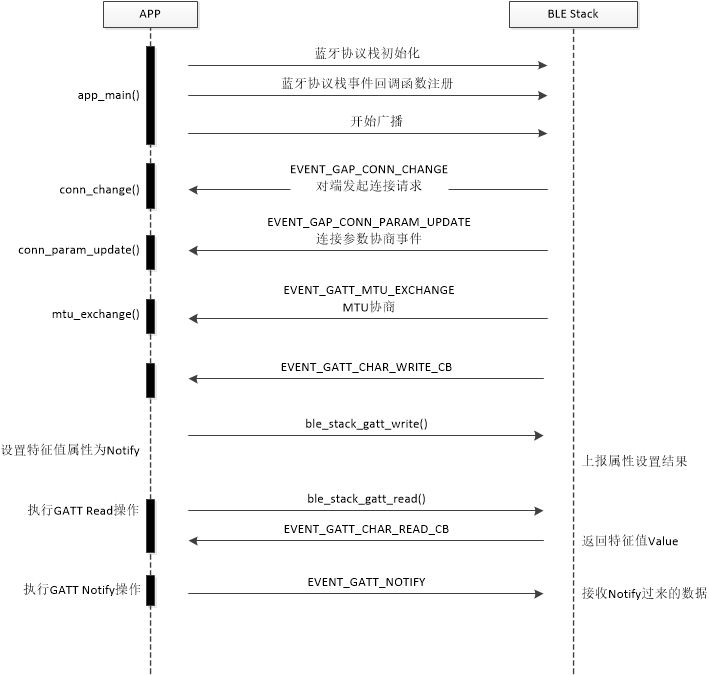 APP
BLE Stack
蓝牙协议栈初始化
蓝牙协议栈事件回调函数注册
app_main()
开始广播
EVENT_GAP_CONN_CHANGE
对端发起连接请求
conn_change()
EVENT_GAP_CONN_PARAM_UPDATE
连接参数协商事件
conn_param_update()
EVENT_GATT_MTU_EXCHANGE
MTU协商
mtu_exchange()
EVENT_GATT_CHAR_WRITE_CB
ble_stack_gatt_write()
设置特征值属性为Notify
上报属性设置结果
ble_stack_gatt_read()
执行GATT Read操作
EVENT_GATT_CHAR_READ_CB
返回特征值Value
EVENT_GATT_NOTIFY
执行GATT Notify操作
接收Notify过来的数据